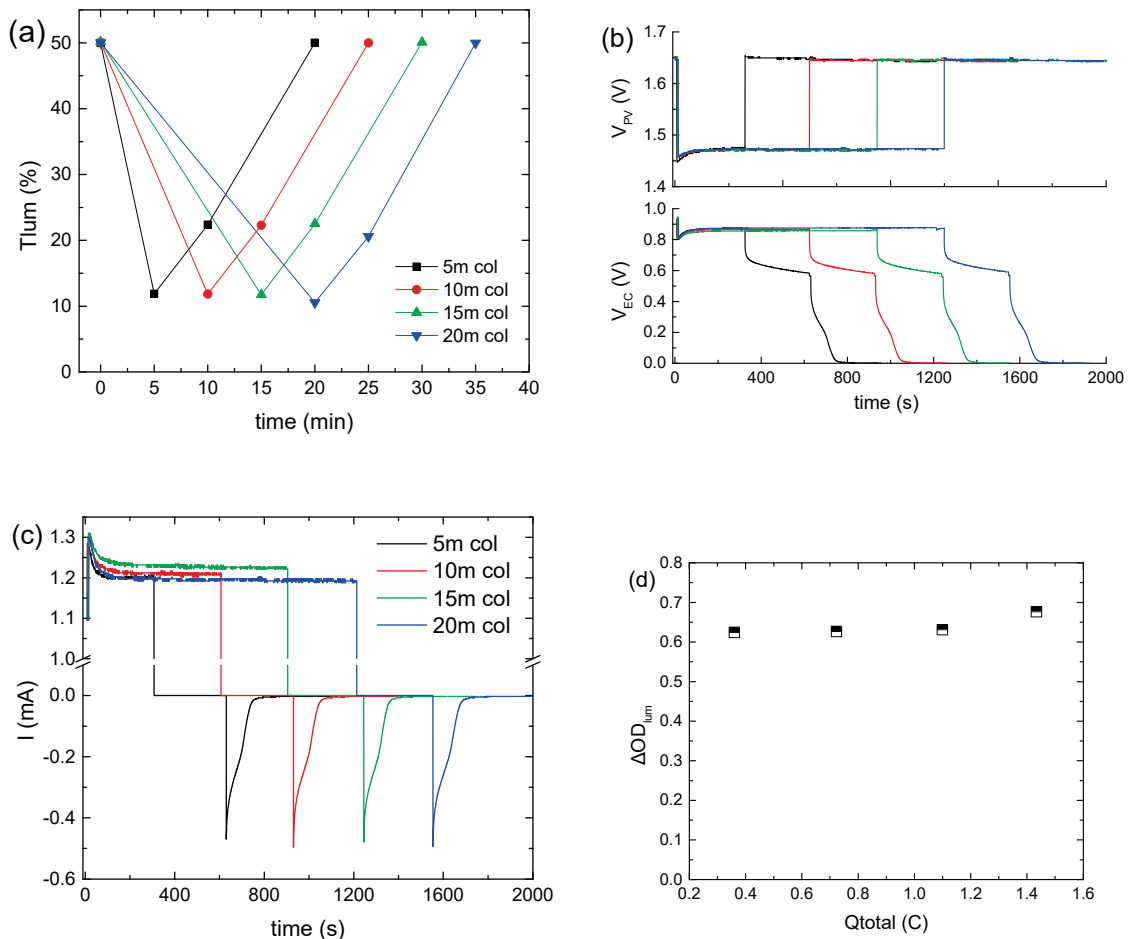 (a)
50
40
30
20
10
0
Tlum (%)
5m col
10m col
15m col
20m col
0 5 10 15 20 25 30 35 40
time (min)
(b)
1.7
1.6
1.5
1.4
V_PV (V)
1.0
0.8
0.6
0.4
0.2
0.0
V_EC (V)
0 400 800 1200 1600 2000
time (s)
(c)
1.3
1.2
1.1
1.0
0.0
-0.2
-0.4
-0.6
I (mA)
5m col
10m col
15m col
20m col
0 400 800 1200 1600 2000
time (s)
(d)
0.8
0.7
0.6
0.5
0.4
0.3
0.2
0.1
0.0
ΔOD_lum
0.2 0.4 0.6 0.8 1.0 1.2 1.4 1.6
Qtotal (C)